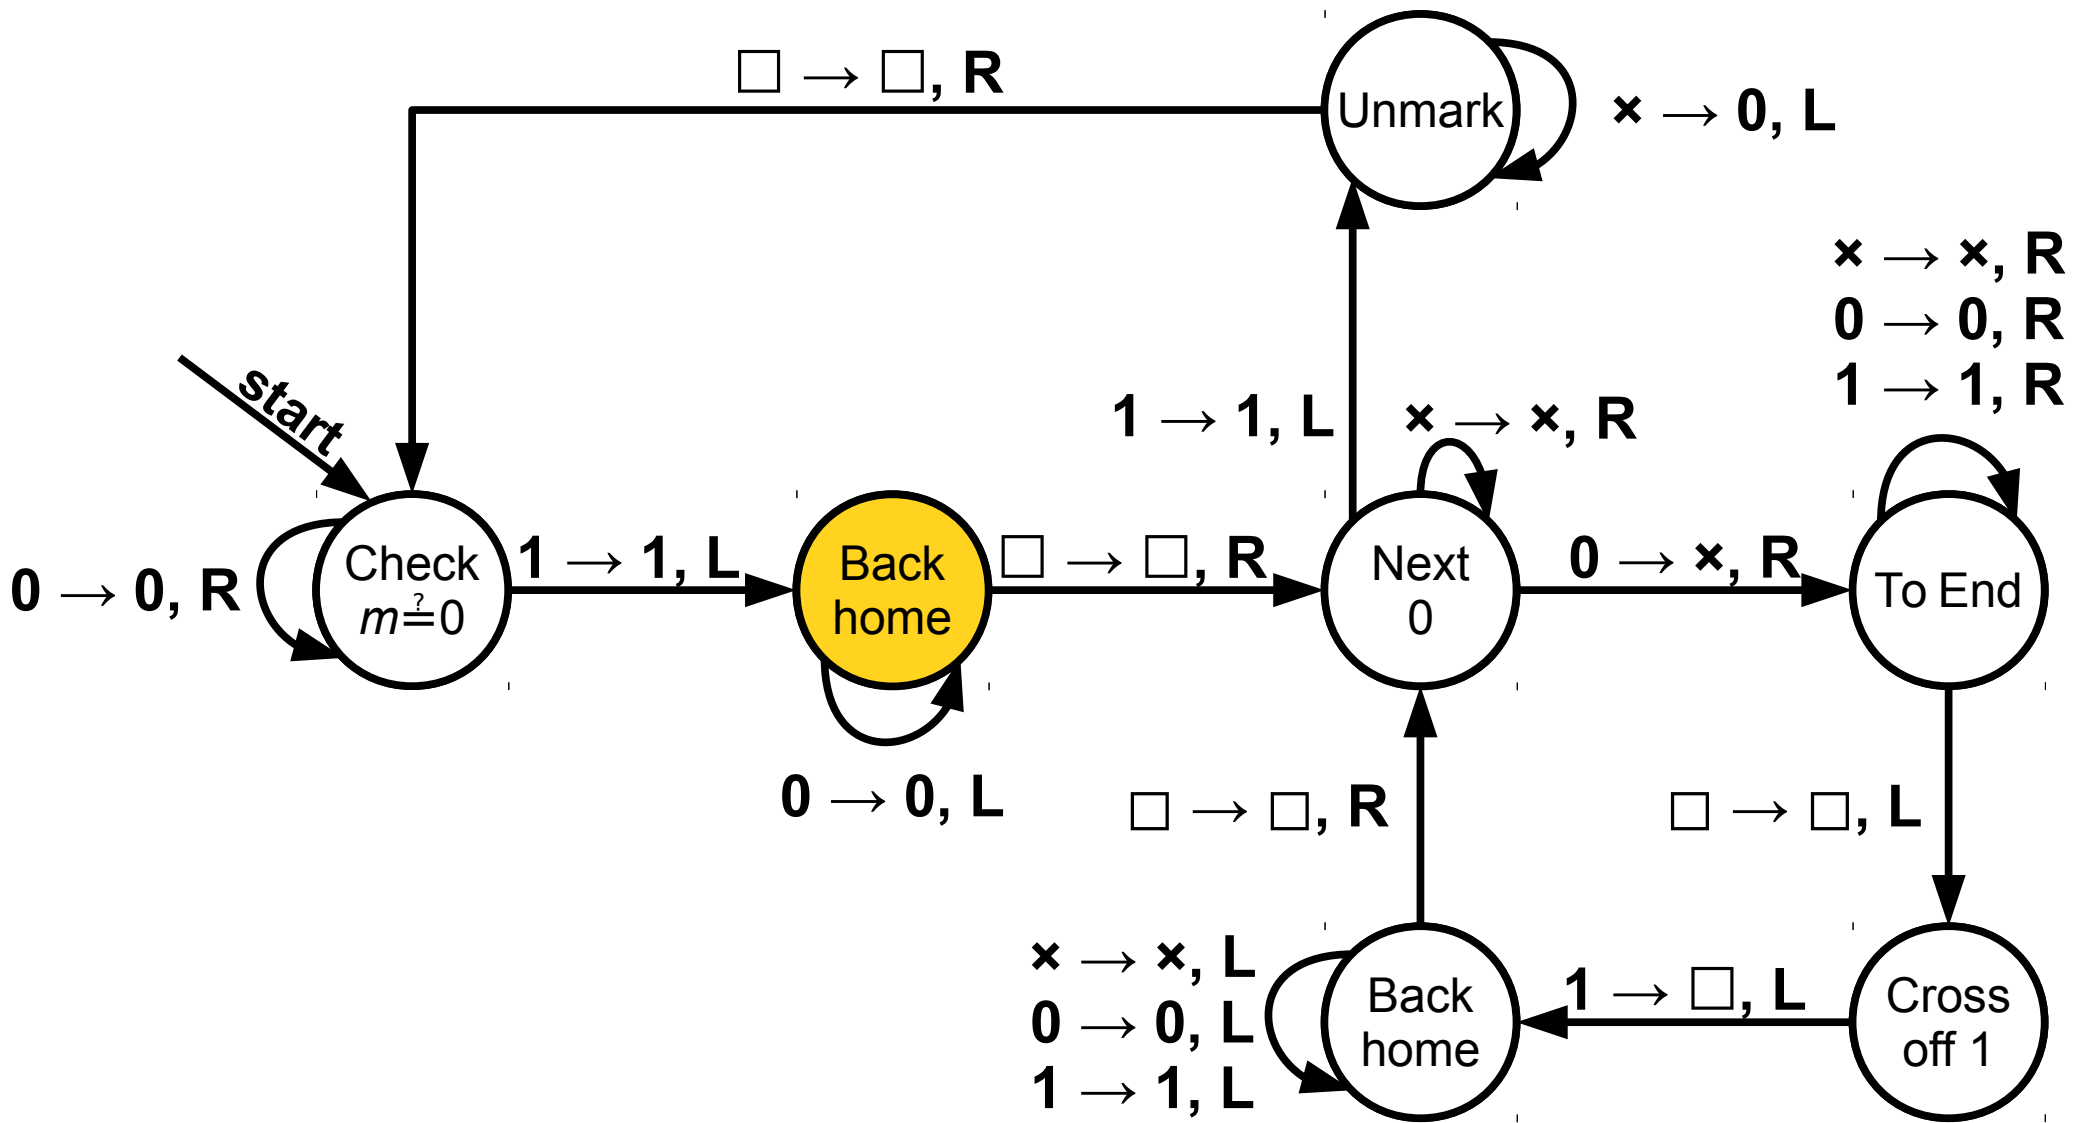 □ → □, R
Unmark
× → 0, L
× → ×, R
0 → 0, R
1 → 1, R
start
1 → 1, L
× → ×, R
0 → 0, R
Check
m≟0
1 → 1, L
Back
home
□ → □, R
Next
0
0 → ×, R
To End
0 → 0, L
□ → □, R
□ → □, L
× → ×, L
0 → 0, L
1 → 1, L
Back
home
1 → □, L
Cross
off 1